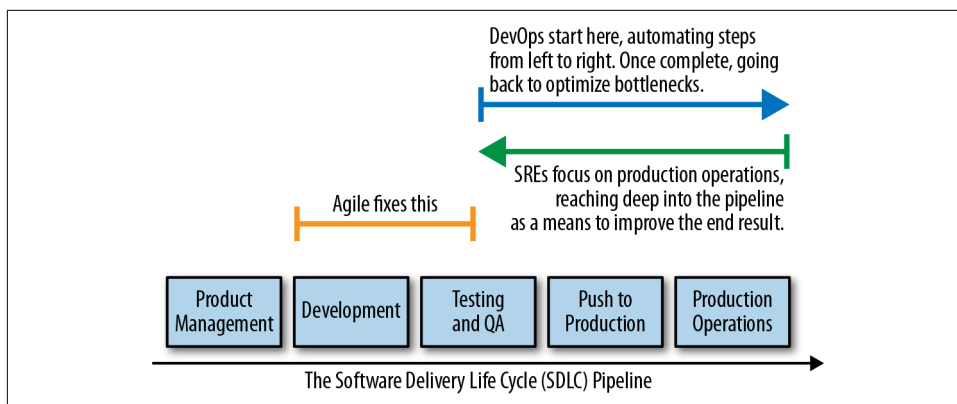 DevOps start here, automating steps
from left to right. Once complete, going
back to optimize bottlenecks.
SREs focus on production operations,
reaching deep into the pipeline
as a means to improve the end result.
Agile fixes this
Product
Management
Development
Testing
and QA
Push to
Production
Production
Operations
The Software Delivery Life Cycle (SDLC) Pipeline